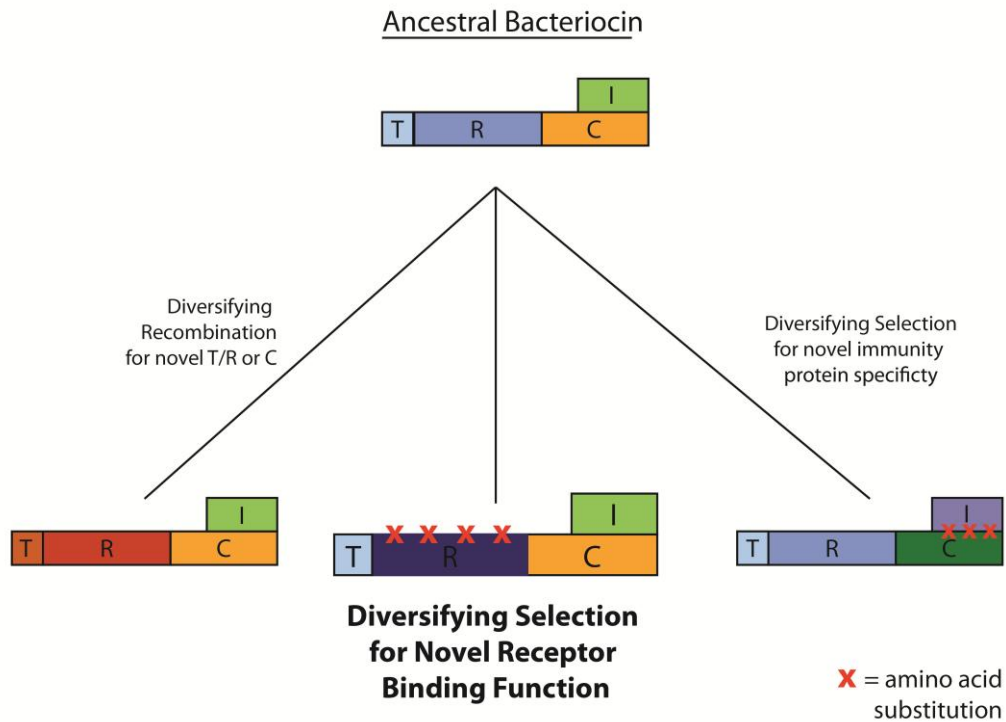 Ancestral Bacteriocin
I
T R C
Diversifying
Recombination
for novel T/R or C
Diversifying Selection
for novel immunity
protein specificty
I
T R C
I
X X X X
T R C
I
X X X
T R C
Diversifying Selection
for Novel Receptor
Binding Function
X = amino acid
substitution